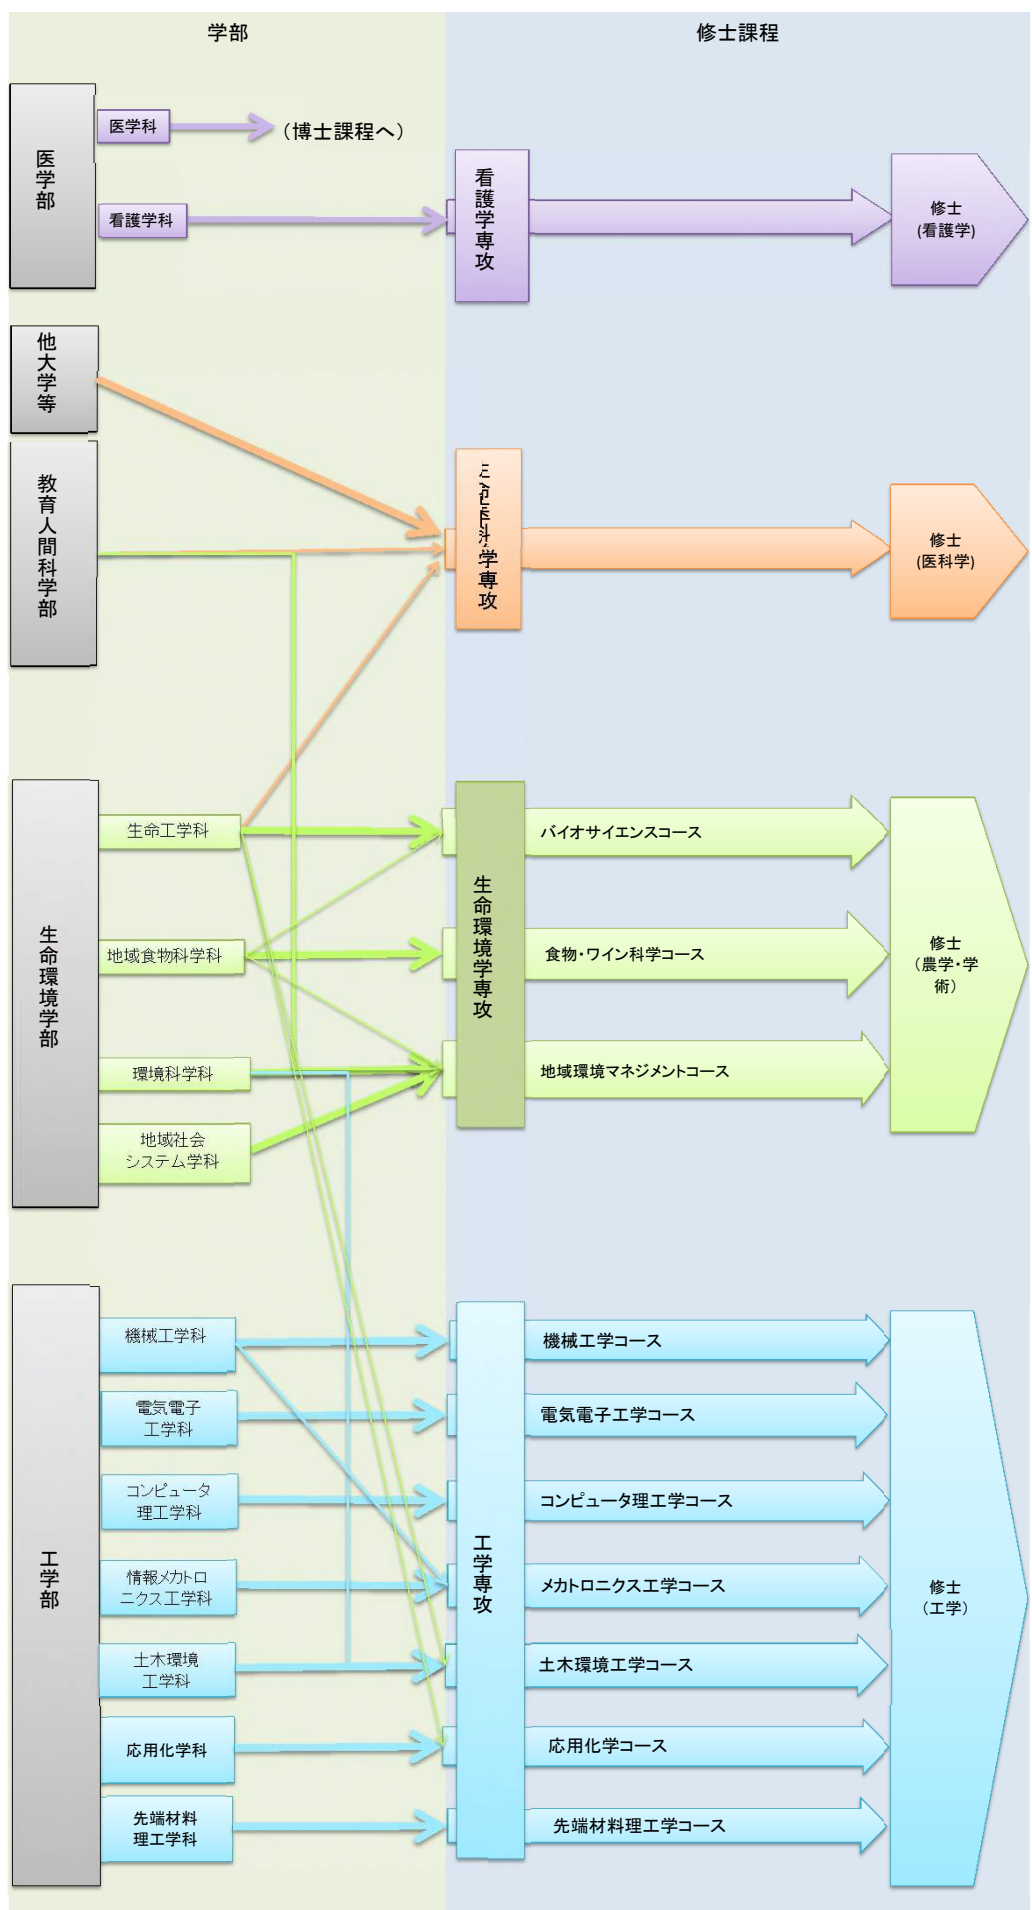 学部
修士課程
医学部
医学科
（博士課程へ）
看護学科
看護学専攻
修士
(看護学)
他大学等
教育人間科学部
生命医科学専攻
修士
(医科学)
生命環境学部
生命工学科
地域食物科学科
環境科学科
地域社会
システム学科
生命環境学専攻
バイオサイエンスコース
食物・ワイン科学コース
地域環境マネジメントコース
修士
（農学・学
術）
工学部
機械工学科
電気電子
工学科
コンピュータ
理工学科
情報メカトロ
ニクス工学科
土木環境
工学科
応用化学科
先端材料
理工学科
工学専攻
機械工学コース
電気電子工学コース
コンピュータ理工学コース
メカトロニクス工学コース
土木環境工学コース
応用化学コース
先端材料理工学コース
修士
（工学）